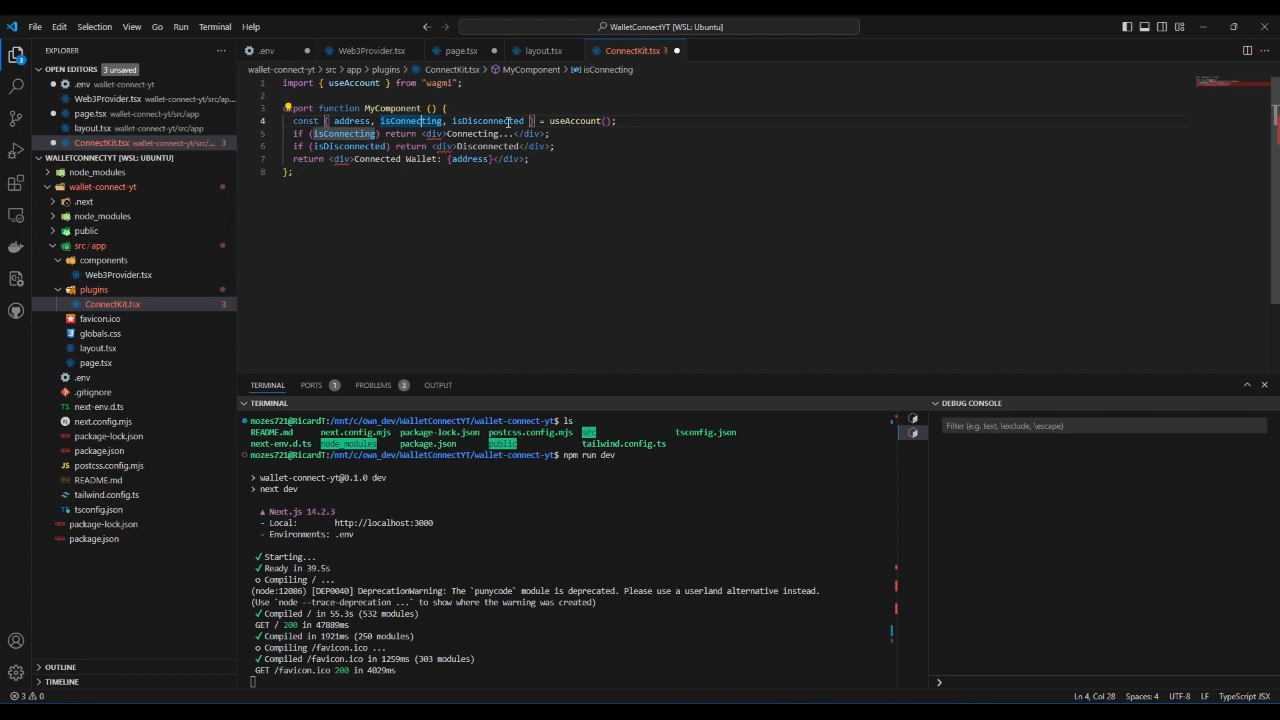 File Edit Selection View Go Run Terminal Help
WalletConnectYT [WSL: Ubuntu]
EXPLORER
OPEN EDITORS 3 unsaved
.env wallet-connect-yt
Web3Provider.tsx wallet-connect-yt/src/ap...
page.tsx wallet-connect-yt/src/app
layout.tsx wallet-connect-yt/src/app
ConnectKit.tsx wallet-connect-yt/src/... 3
WALLETCONNECTYT [WSL: UBUNTU]
node_modules
wallet-connect-yt
.next
node_modules
public
src / app
components
Web3Provider.tsx
plugins
ConnectKit.tsx 3
favicon.ico
globals.css
layout.tsx
page.tsx
.env
.gitignore
next-env.d.ts
next.config.mjs
package-lock.json
package.json
postcss.config.mjs
README.md
tailwind.config.ts
tsconfig.json
package-lock.json
package.json
OUTLINE
TIMELINE
.env
Web3Provider.tsx
page.tsx
layout.tsx
ConnectKit.tsx 3
wallet-connect-yt > src > app > plugins > ConnectKit.tsx > MyComponent > isConnecting
1 import { useAccount } from "wagmi";
2
3 port function MyComponent () {
4 const { address, isConnecting, isDisconnected } = useAccount();
5 if (isConnecting) return <div>Connecting...</div>;
6 if (isDisconnected) return <div>Disconnected</div>;
7 return <div>Connected Wallet: {address}</div>;
8 };
TERMINAL PORTS 1 PROBLEMS 3 OUTPUT
TERMINAL
mozes721@RicardT:/mnt/c/own_dev/WalletConnectYT/wallet-connect-yt$ ls
README.md next.config.mjs package-lock.json postcss.config.mjs src tsconfig.json
next-env.d.ts node_modules package.json public tailwind.config.ts
mozes721@RicardT:/mnt/c/own_dev/WalletConnectYT/wallet-connect-yt$ npm run dev
> wallet-connect-yt@0.1.0 dev
> next dev
▲ Next.js 14.2.3
- Local: http://localhost:3000
- Environments: .env
✓ Starting...
✓ Ready in 39.5s
○ Compiling / ...
(node:12086) [DEP0040] DeprecationWarning: The `punycode` module is deprecated. Please use a userland alternative instead.
(Use `node --trace-deprecation ...` to show where the warning was created)
✓ Compiled / in 55.3s (532 modules)
GET / 200 in 47889ms
✓ Compiled in 1921ms (250 modules)
○ Compiling /favicon.ico ...
✓ Compiled /favicon.ico in 1259ms (303 modules)
GET /favicon.ico 200 in 4029ms
DEBUG CONSOLE
Filter (e.g. text, !exclude, \escape)
3 0
Ln 4, Col 28 Spaces: 4 UTF-8 LF TypeScript JSX